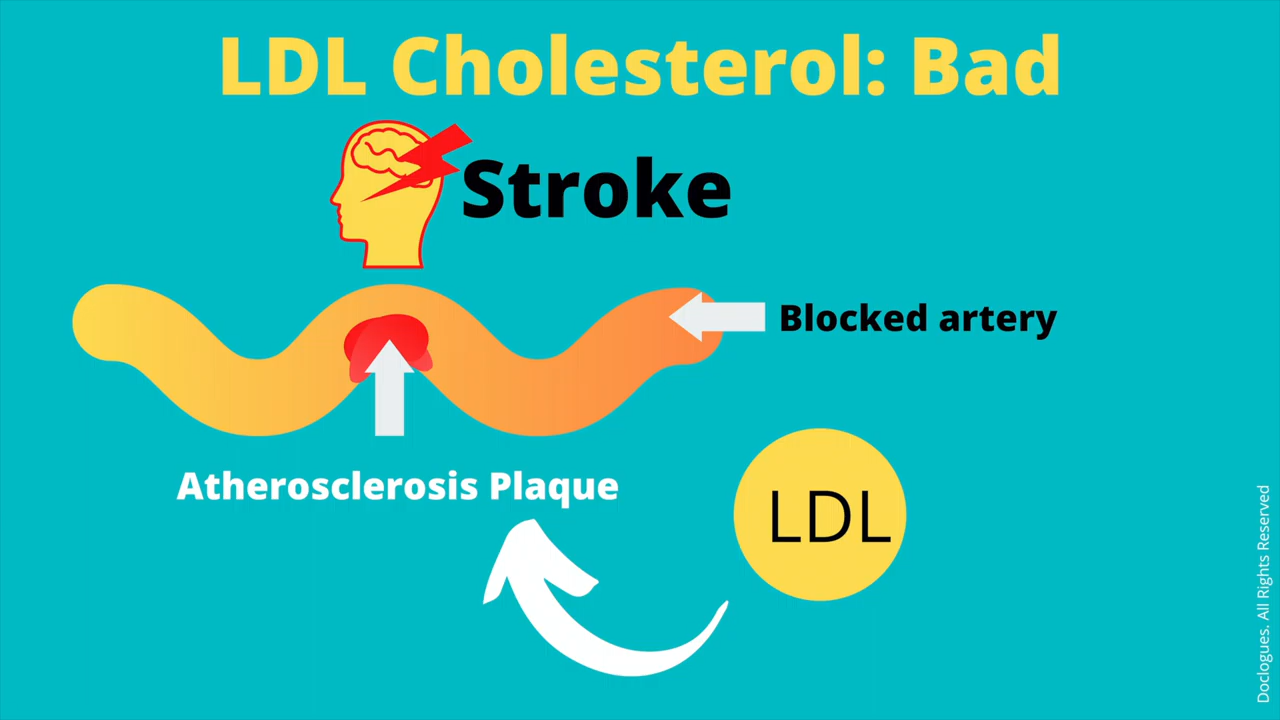 LDL Cholesterol: Bad
Stroke
Blocked artery
Atherosclerosis Plaque
LDL
Doclogues. All Rights Reserved